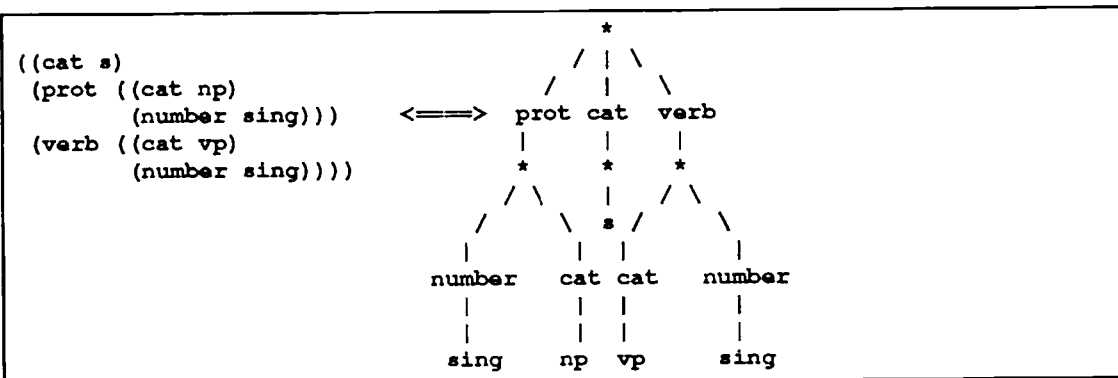 *
/ | \
((cat s)
(prot ((cat np) / | \
(number sing))) <===> prot cat verb
(verb ((cat vp) | | |
(number sing)))) * * *
/ \ | / \
/ \ s / \
| | | |
number cat cat number
| | | |
| | | |
sing np vp sing